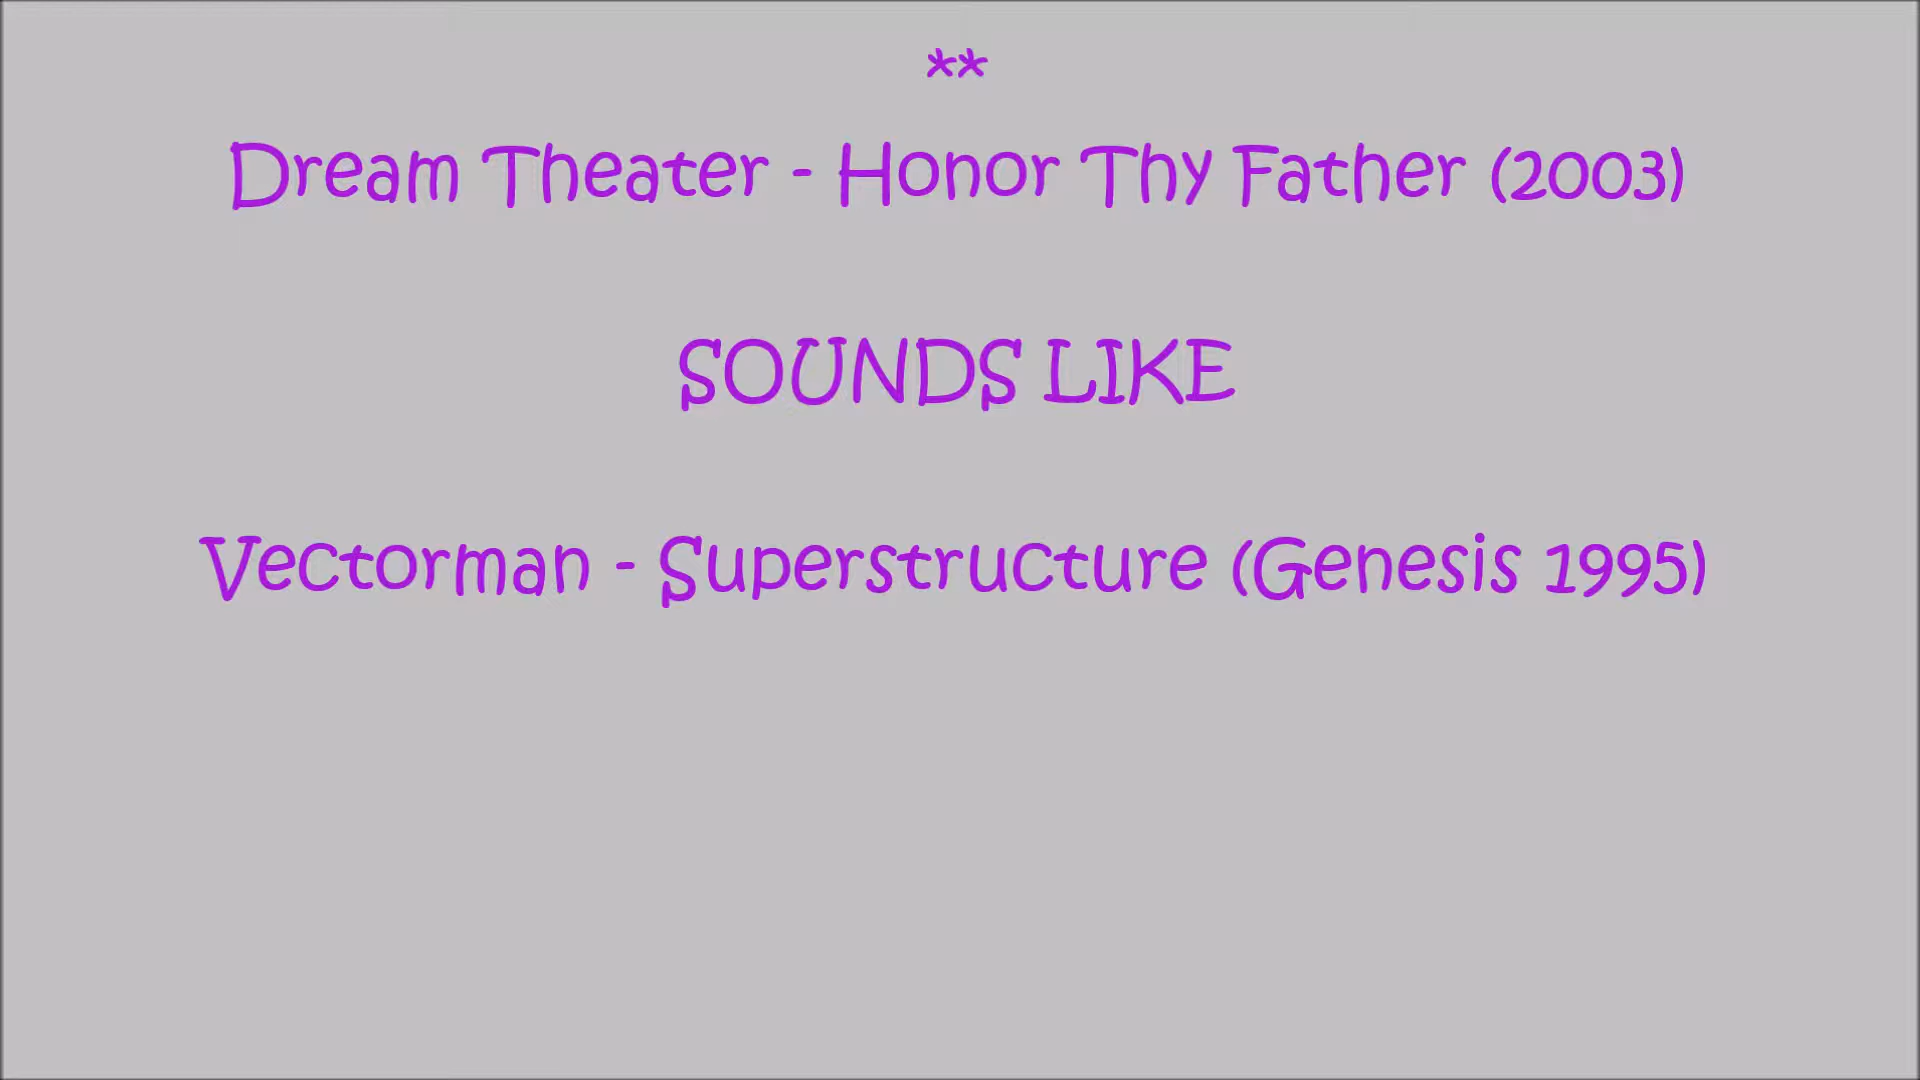 **
Dream Theater - Honor Thy Father (2003)
SOUNDS LIKE
Vectorman - Superstructure (Genesis 1995)